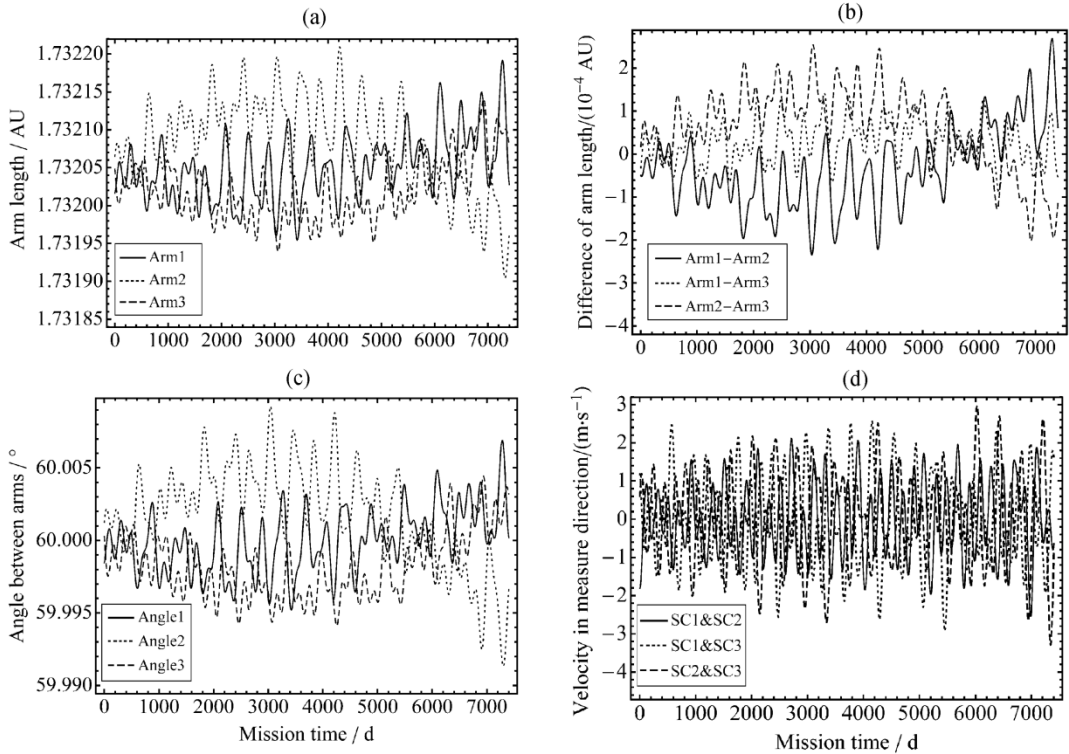 (a)
1.73220
1.73215
1.73210
1.73205
1.73200
1.73195
1.73190
1.73185
Arm length / AU
Arm1
Arm2
Arm3
0 1000 2000 3000 4000 5000 6000 7000
(b)
2
1
0
−1
−2
−3
−4
Difference of arm length/(10⁻⁴ AU)
Arm1−Arm2
Arm1−Arm3
Arm2−Arm3
0 1000 2000 3000 4000 5000 6000 7000
(c)
60.005
60.000
59.995
59.990
Angle between arms / °
Angle1
Angle2
Angle3
0 1000 2000 3000 4000 5000 6000 7000
Mission time / d
(d)
3
2
1
0
−1
−2
−3
−4
Velocity in measure direction/(m·s⁻¹)
SC1&SC2
SC1&SC3
SC2&SC3
0 1000 2000 3000 4000 5000 6000 7000
Mission time / d